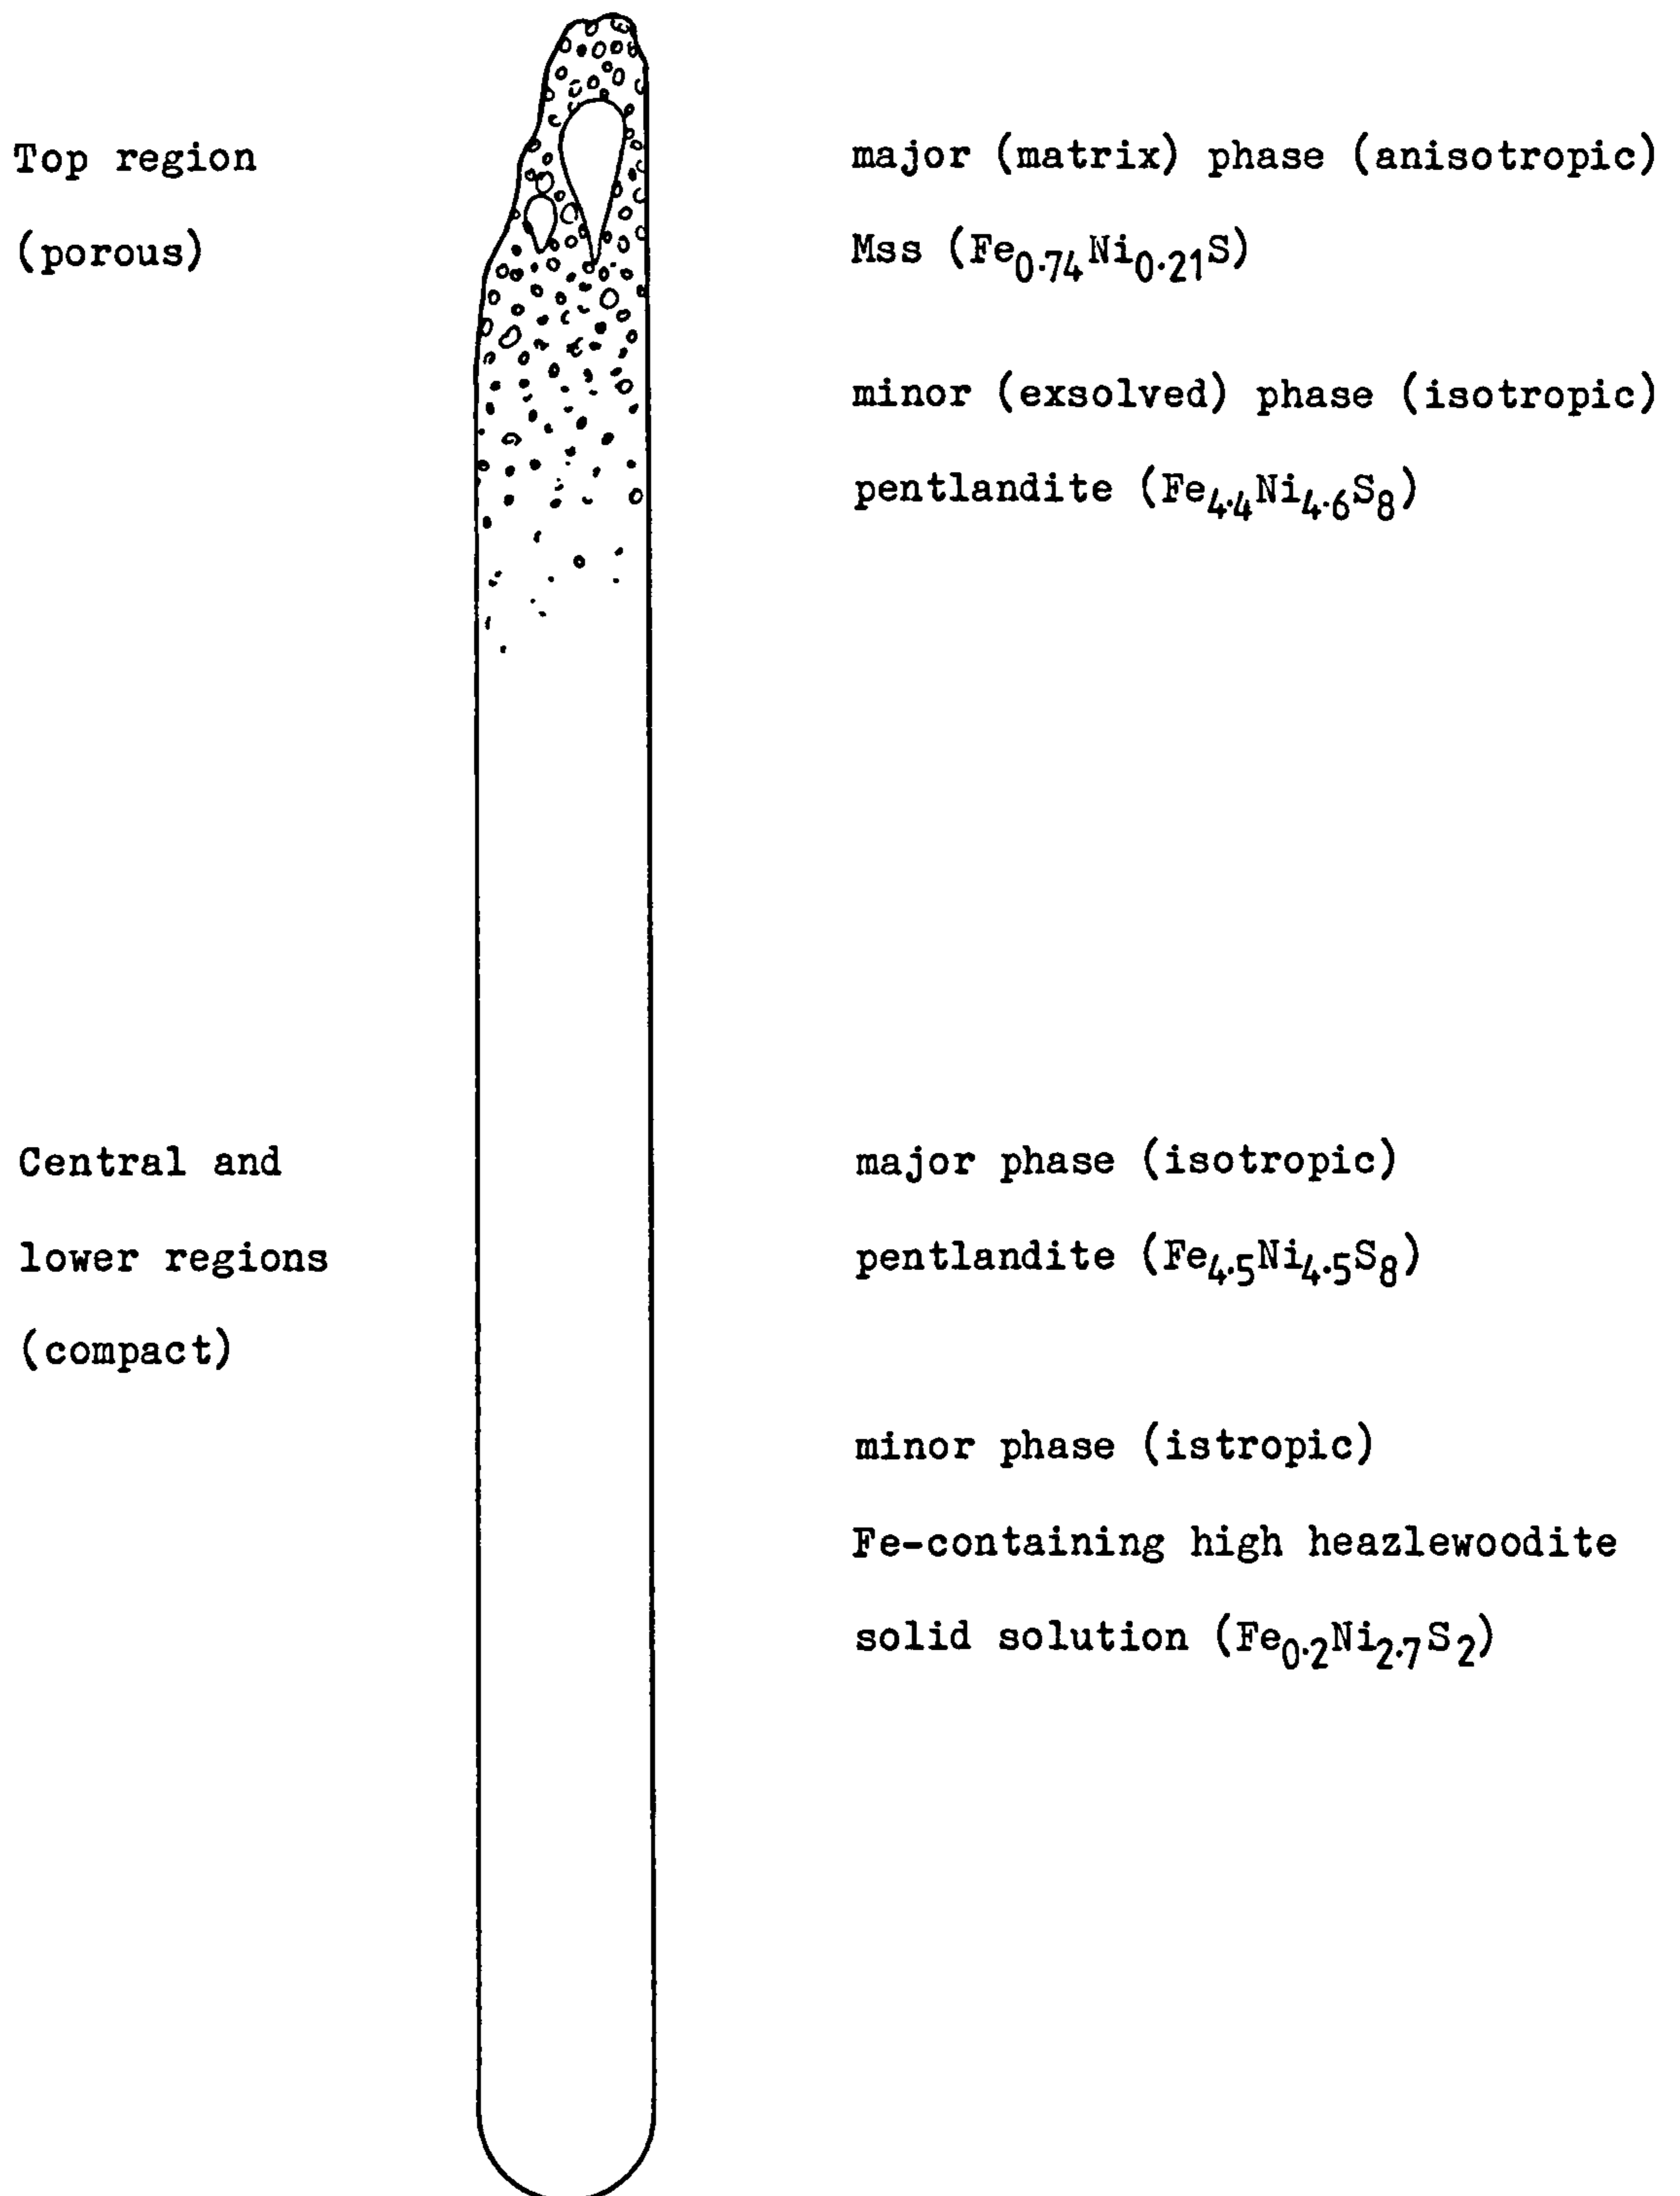 Top region
(porous)
major (matrix) phase (anisotropic)
Mss (Fe0.74Ni0.21S)
minor (exsolved) phase (isotropic)
pentlandite (Fe4.4Ni4.6S8)
Central and
lower regions
(compact)
major phase (isotropic)
pentlandite (Fe4.5Ni4.5S8)
minor phase (istropic)
Fe-containing high heazlewoodite
solid solution (Fe0.2Ni2.7S2)